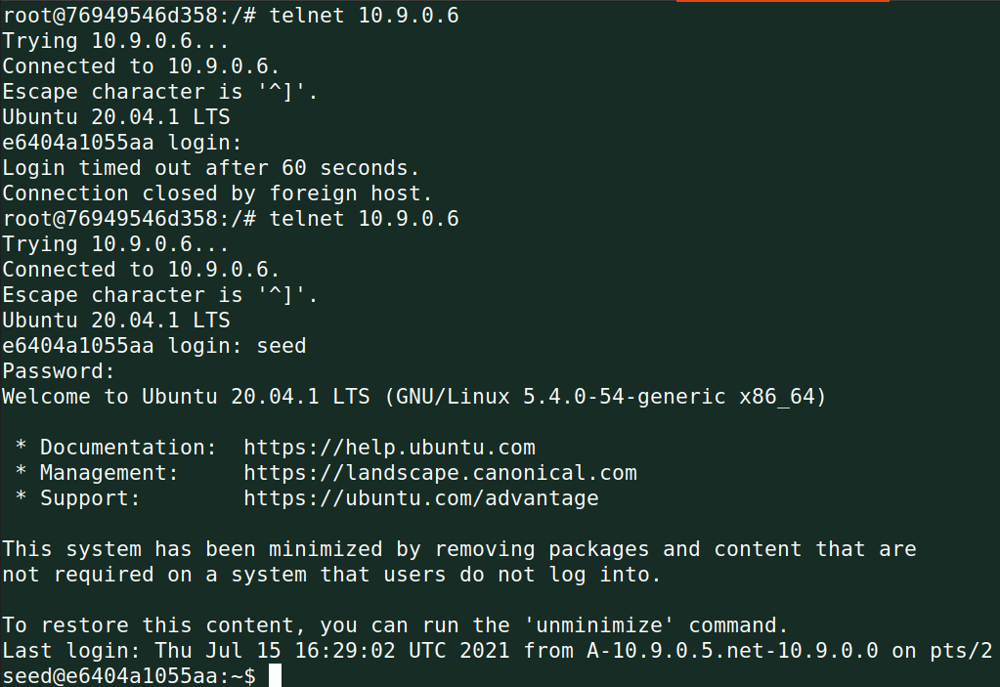 root@76949546d358:/# telnet 10.9.0.6
Trying 10.9.0.6...
Connected to 10.9.0.6.
Escape character is '^]'.
Ubuntu 20.04.1 LTS
e6404a1055aa login:
Login timed out after 60 seconds.
Connection closed by foreign host.
root@76949546d358:/# telnet 10.9.0.6
Trying 10.9.0.6...
Connected to 10.9.0.6.
Escape character is '^]'.
Ubuntu 20.04.1 LTS
e6404a1055aa login: seed
Password:
Welcome to Ubuntu 20.04.1 LTS (GNU/Linux 5.4.0-54-generic x86_64)

 * Documentation:  https://help.ubuntu.com
 * Management:     https://landscape.canonical.com
 * Support:        https://ubuntu.com/advantage

This system has been minimized by removing packages and content that are
not required on a system that users do not log into.

To restore this content, you can run the 'unminimize' command.
Last login: Thu Jul 15 16:29:02 UTC 2021 from A-10.9.0.5.net-10.9.0.0 on pts/2
seed@e6404a1055aa:~$